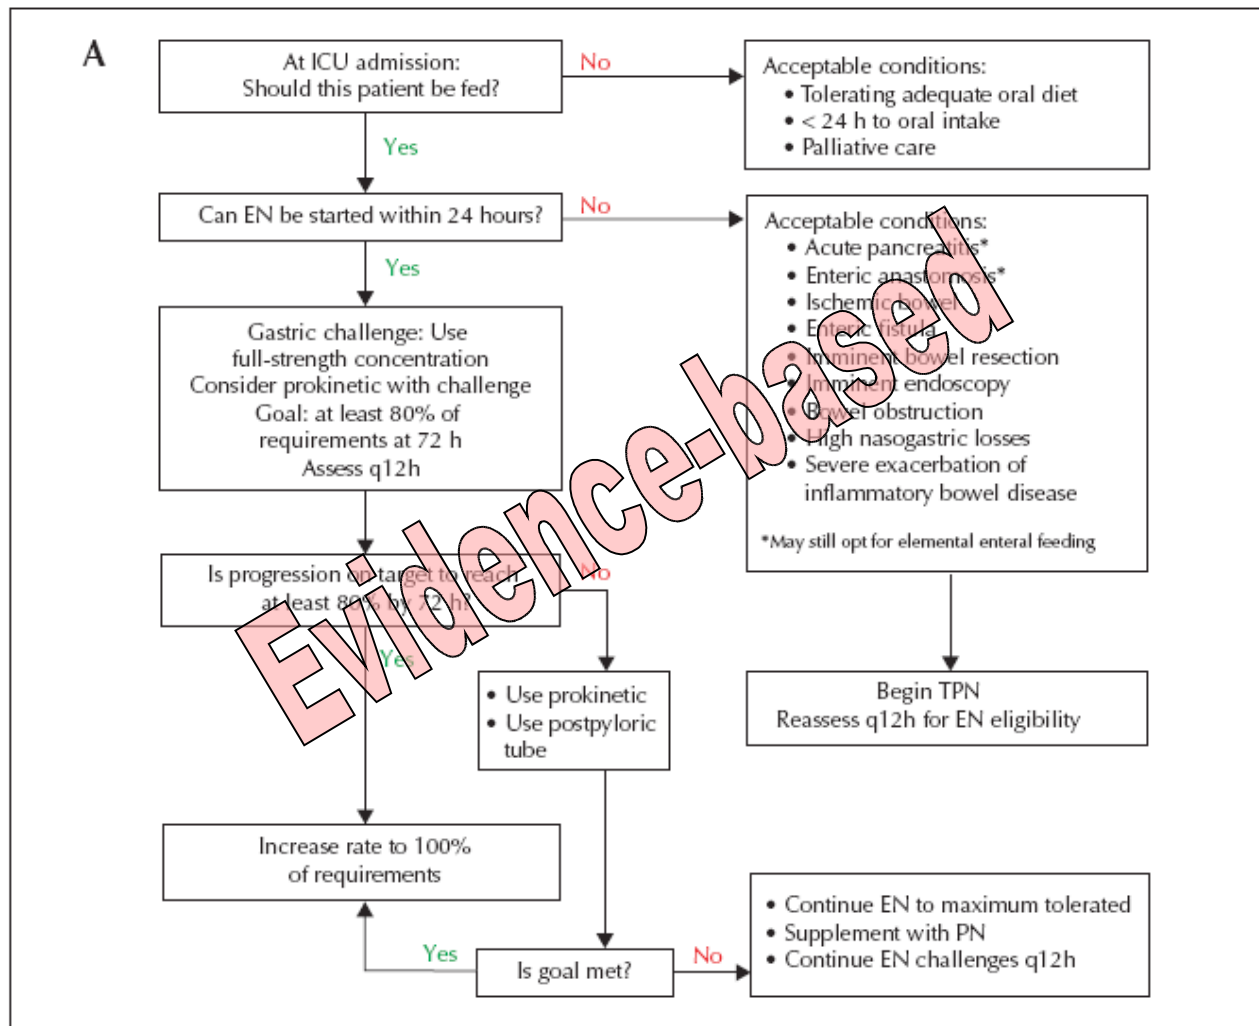 A
At ICU admission:
Should this patient be fed?
No
Acceptable conditions:
• Tolerating adequate oral diet
• < 24 h to oral intake
• Palliative care
Yes
Can EN be started within 24 hours?
No
Acceptable conditions:
• Acute pancreatitis*
• Enteric anastomosis*
• Ischemic bowel
• Enteric fistula
• Imminent bowel resection
• Imminent endoscopy
• Bowel obstruction
• High nasogastric losses
• Severe exacerbation of
inflammatory bowel disease
*May still opt for elemental enteral feeding
Yes
Gastric challenge: Use
full-strength concentration
Consider prokinetic with challenge
Goal: at least 80% of
requirements at 72 h
Assess q12h
Evidence-based
Is progression on target to reach
at least 80% by 72 h?
No
Yes
• Use prokinetic
• Use postpyloric
tube
Begin TPN
Reassess q12h for EN eligibility
Increase rate to 100%
of requirements
Yes
Is goal met?
No
• Continue EN to maximum tolerated
• Supplement with PN
• Continue EN challenges q12h